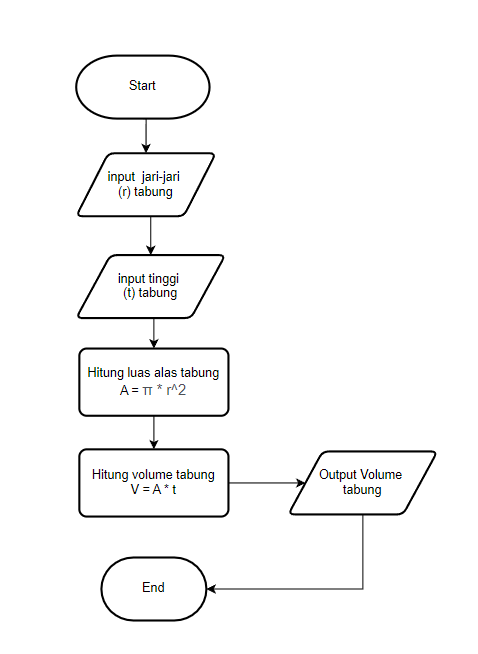 Start
input jari-jari
(r) tabung
input tinggi
(t) tabung
Hitung luas alas tabung
A = π * r^2
Hitung volume tabung
V = A * t
Output Volume
tabung
End